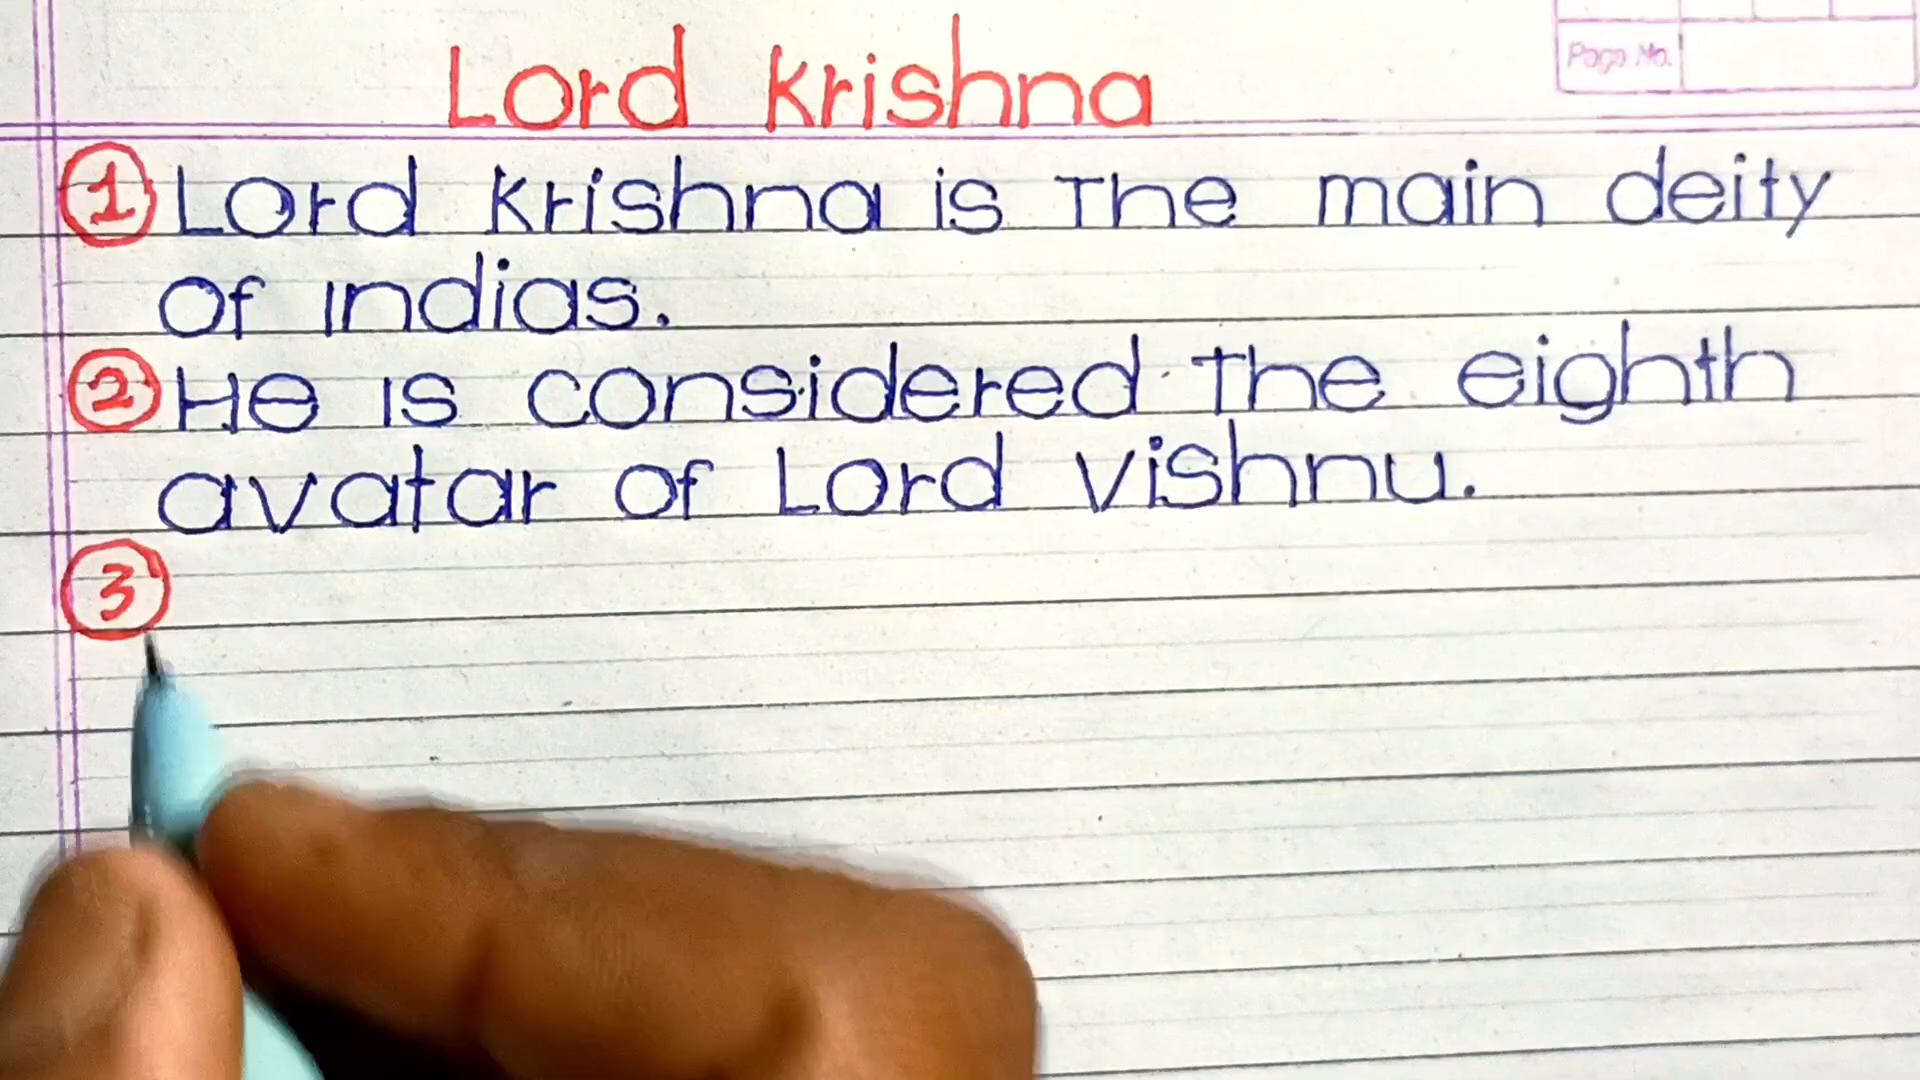 Lord Krishna
Page No.
1 Lord Krishna is The main deity
of indias.
2 He is considered The eighth
avatar of Lord Vishnu.
3